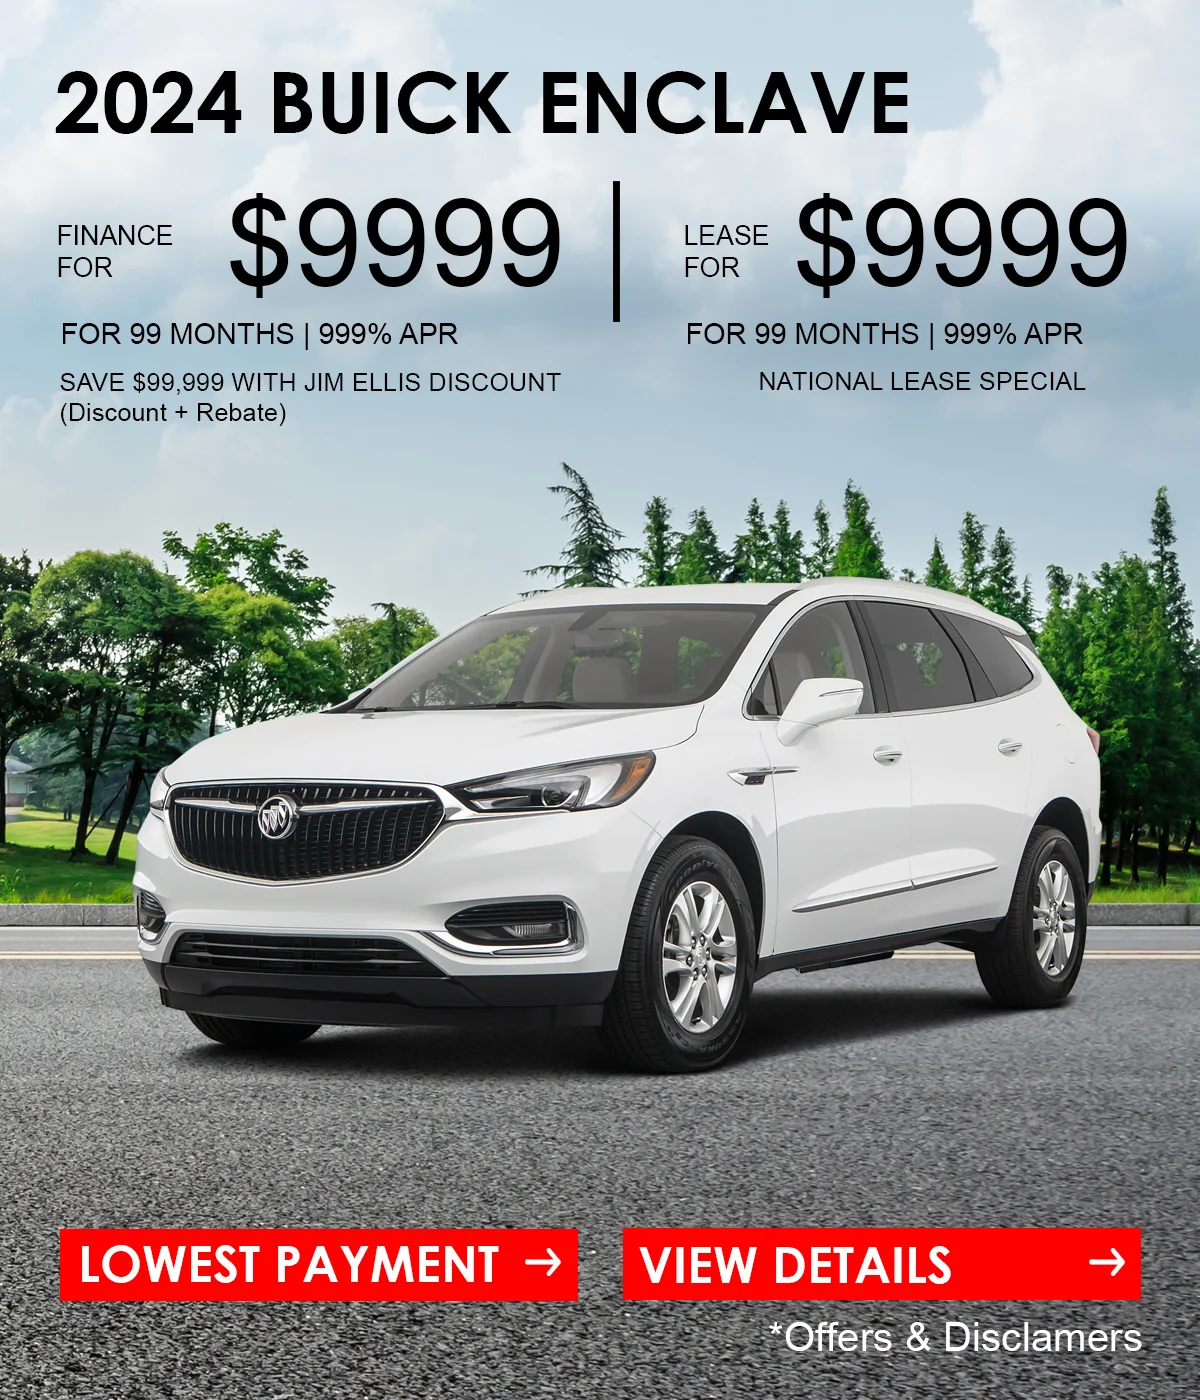 2024 BUICK ENCLAVE
FINANCE
FOR
$9999
FOR 99 MONTHS | 999% APR
SAVE $99,999 WITH JIM ELLIS DISCOUNT
(Discount + Rebate)
LEASE
FOR
$9999
FOR 99 MONTHS | 999% APR
NATIONAL LEASE SPECIAL
LOWEST PAYMENT →
VIEW DETAILS →
*Offers & Disclamers